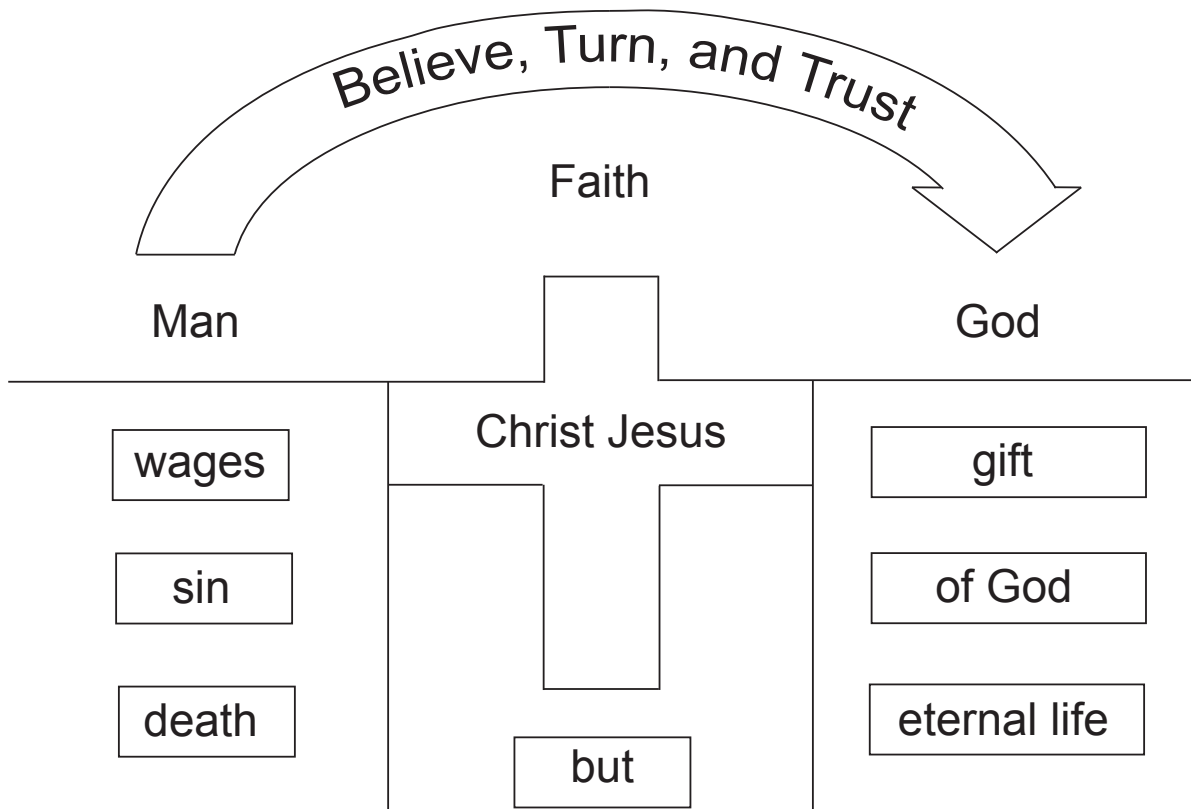 Believe, Turn, and Trust
Faith
Man
God
Christ Jesus
wages
gift
sin
of God
death
eternal life
but